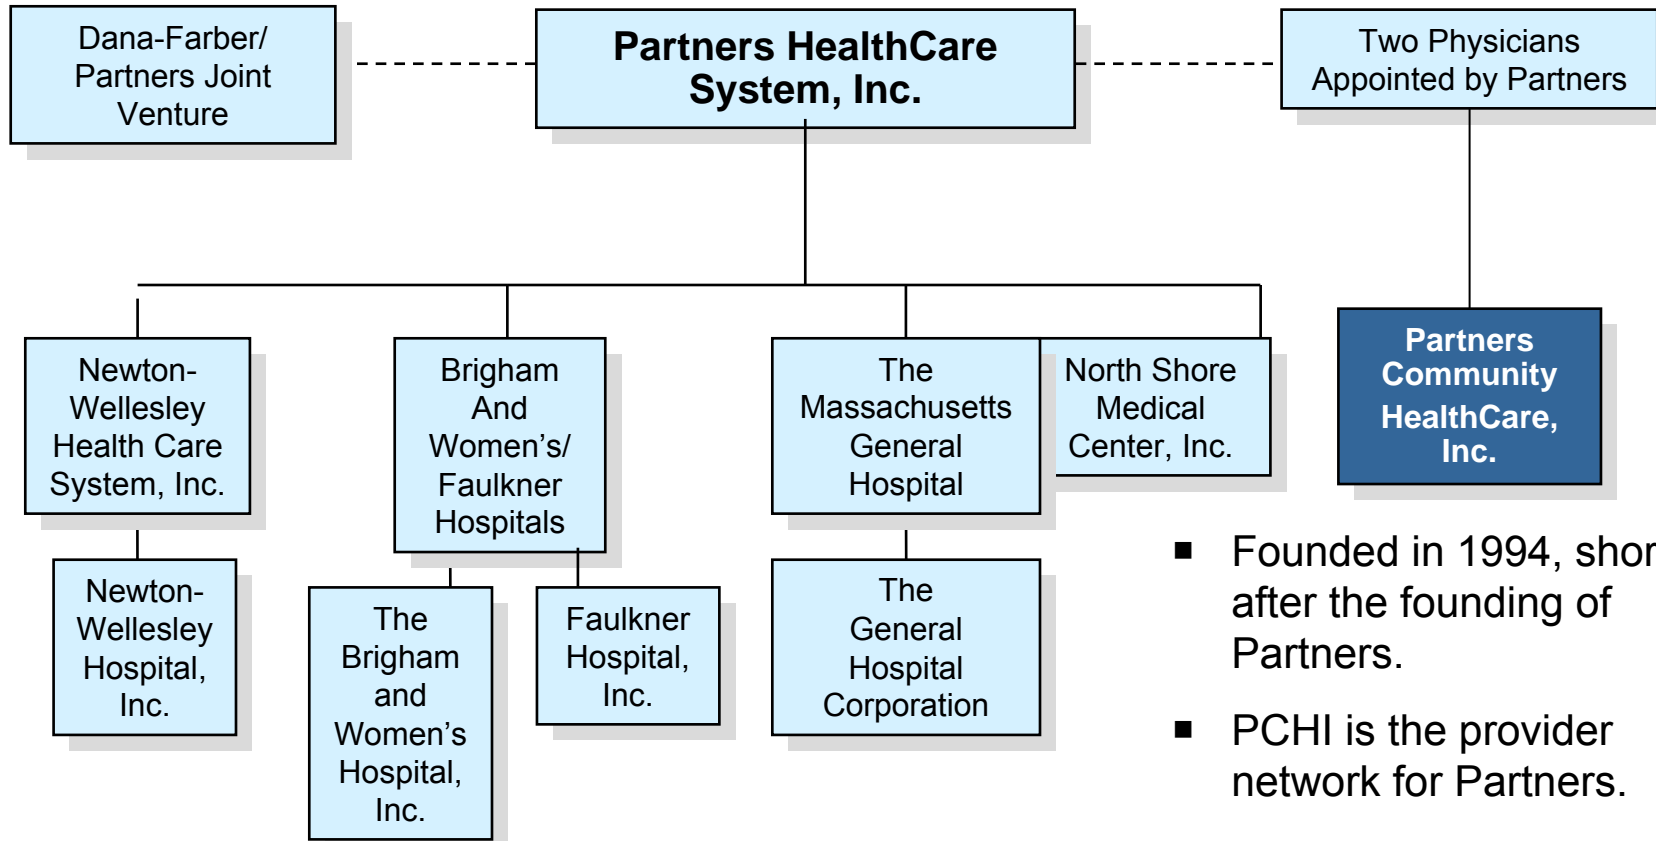 Dana-Farber/
Partners Joint
Venture
Partners HealthCare
System, Inc.
Two Physicians
Appointed by Partners
Newton-
Wellesley
Health Care
System, Inc.
Brigham
And
Women’s/
Faulkner
Hospitals
The
Massachusetts
General
Hospital
North Shore
Medical
Center, Inc.
Partners
Community
HealthCare,
Inc.
Newton-
Wellesley
Hospital,
Inc.
The
Brigham
and
Women’s
Hospital,
Inc.
Faulkner
Hospital,
Inc.
The
General
Hospital
Corporation
■ Founded in 1994, shor
after the founding of
Partners.
■ PCHI is the provider
network for Partners.